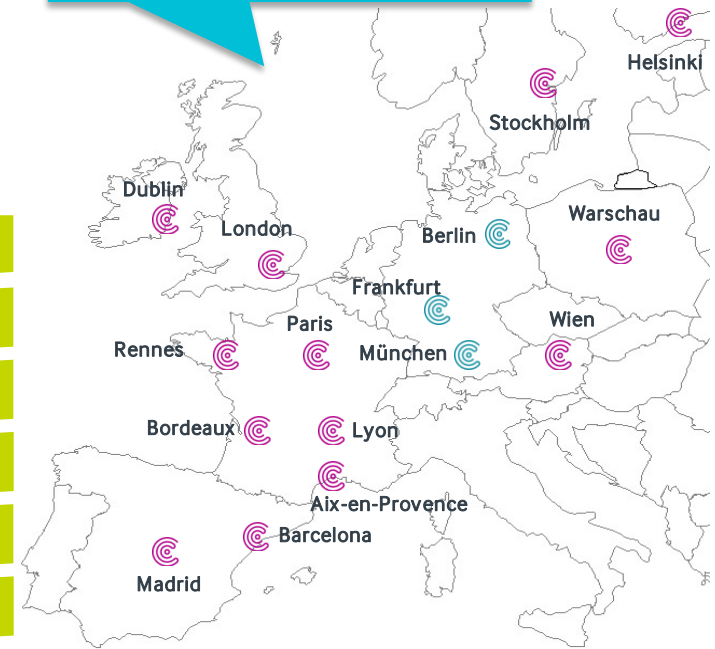 Helsinki
Stockholm
Dublin
Warschau
London
Berlin
Frankfurt
Wien
Paris
Rennes
München
Bordeaux
Lyon
Aix-en-Provence
Barcelona
Madrid